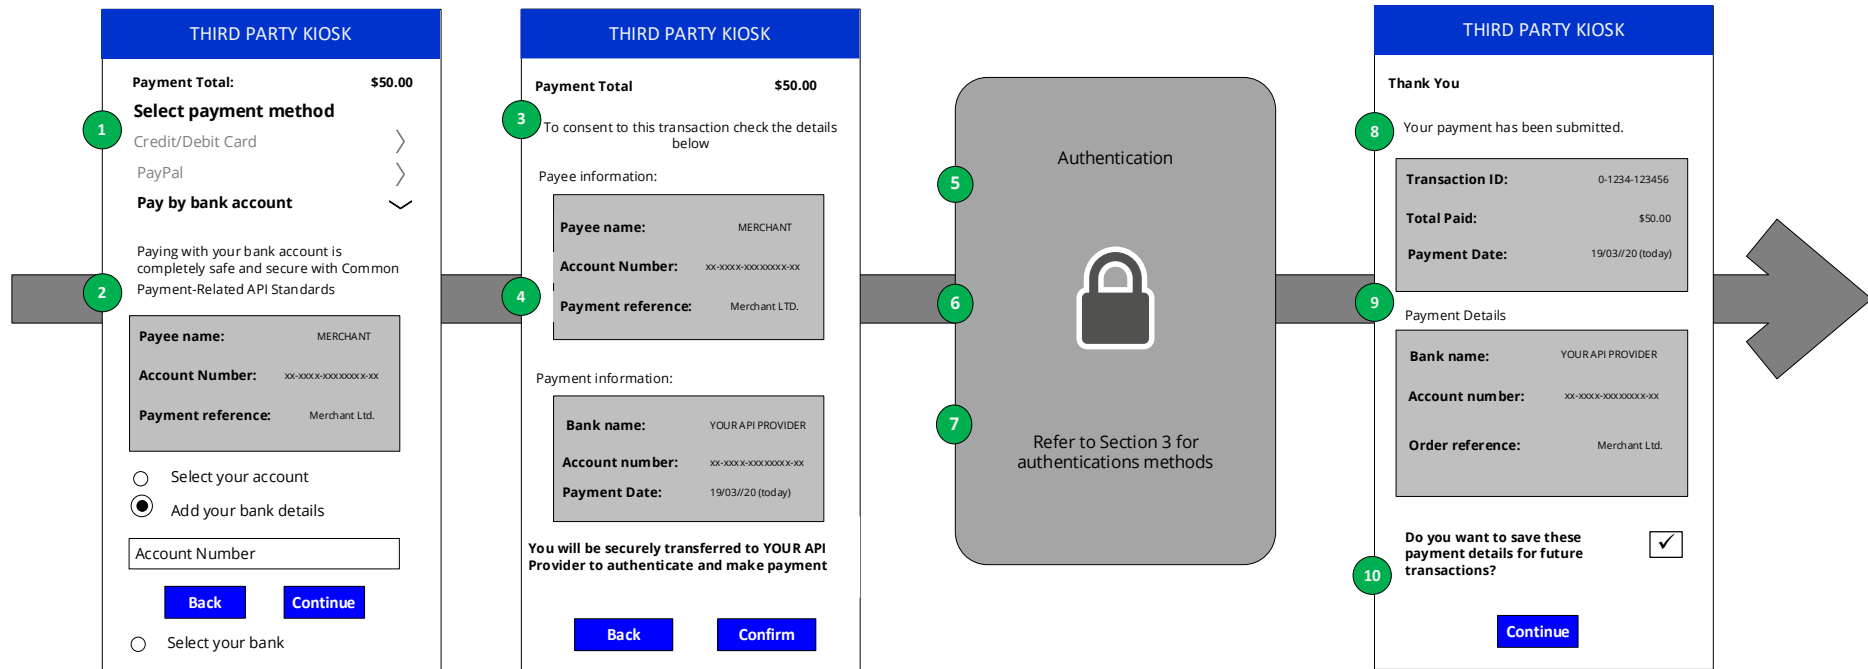 THIRD PARTY KIOSK
Payment Total: $50.00
Select payment method
1
Credit/Debit Card
PayPal
Pay by bank account
Paying with your bank account is
completely safe and secure with Common
Payment-Related API Standards
2
Payee name: MERCHANT
Account Number: xx-xxxx-xxxxxxxx-xx
Payment reference: Merchant Ltd.
Select your account
Add your bank details
Account Number
Back Continue
Select your bank
THIRD PARTY KIOSK
Payment Total $50.00
3
To consent to this transaction check the details
below
Payee information:
Payee name: MERCHANT
Account Number: xx-xxxx-xxxxxxxx-xx
4
Payment reference: Merchant LTD.
Payment information:
Bank name: YOUR API PROVIDER
Account number: xx-xxxx-xxxxxxxx-xx
Payment Date: 19/03//20 (today)
You will be securely transferred to YOUR API
Provider to authenticate and make payment
Back Confirm
Authentication
5
6
7
Refer to Section 3 for
authentications methods
THIRD PARTY KIOSK
Thank You
8
Your payment has been submitted.
Transaction ID: 0-1234-123456
Total Paid: $50.00
Payment Date: 19/03//20 (today)
9
Payment Details
Bank name: YOUR API PROVIDER
Account number: xx-xxxx-xxxxxxxx-xx
Order reference: Merchant Ltd.
Do you want to save these
payment details for future
transactions?
10
Continue